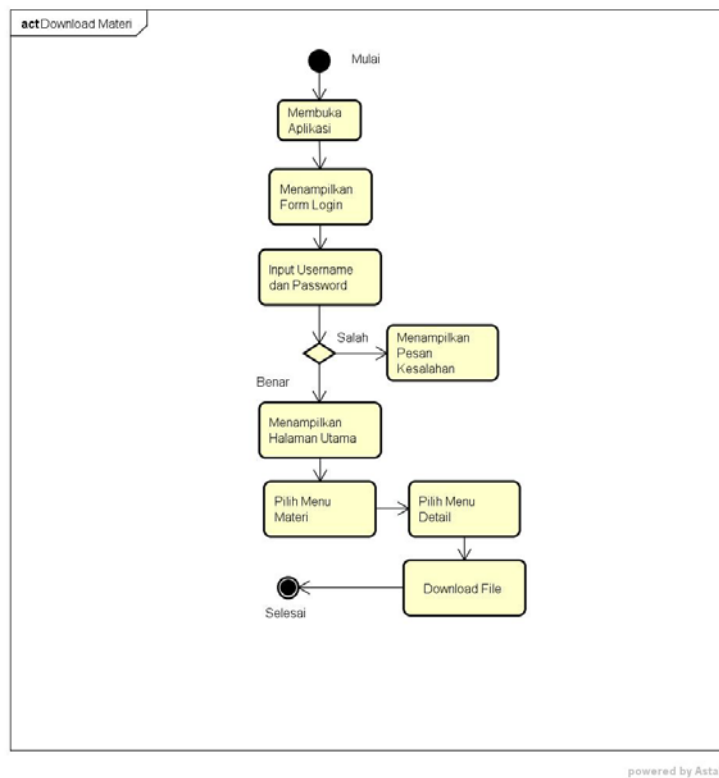 act Download Materi
Mulai
Membuka
Aplikasi
Menampilkan
Form Login
Input Username
dan Password
Salah
Menampilkan
Pesan
Kesalahan
Benar
Menampilkan
Halaman Utama
Pilih Menu
Materi
Pilih Menu
Detail
Download File
Selesai
powered by Asta